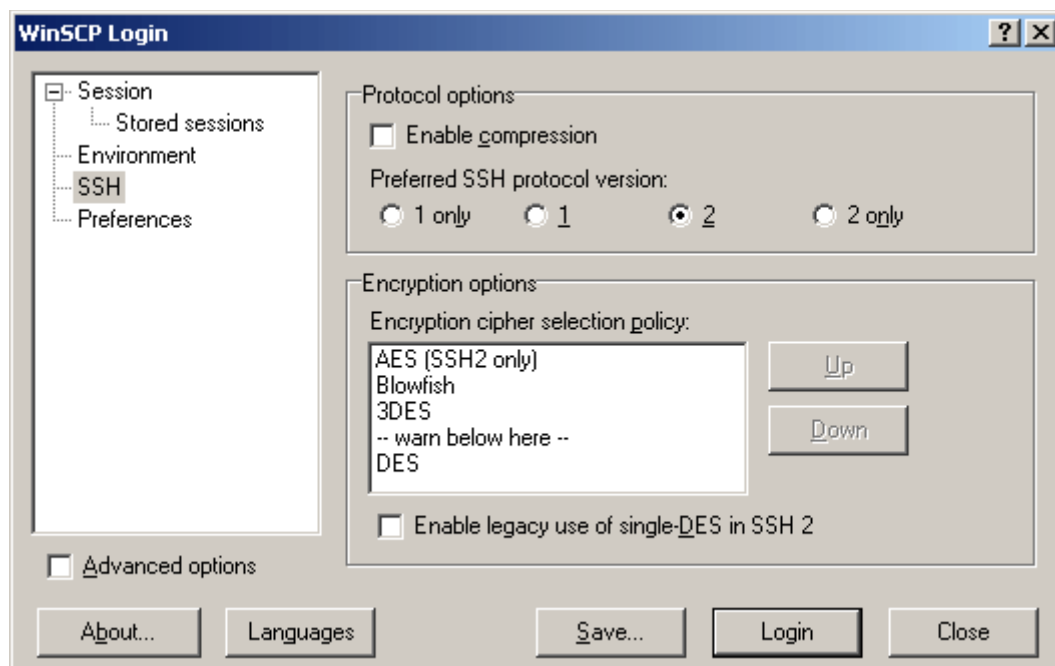 WinSCP Login
Session
Stored sessions
Environment
SSH
Preferences
Advanced options
Protocol options
Enable compression
Preferred SSH protocol version:
1 only 1 2 2 only
Encryption options
Encryption cipher selection policy:
AES (SSH2 only)
Blowfish
3DES
-- warn below here --
DES
Up
Down
Enable legacy use of single-DES in SSH 2
About... Languages Save... Login Close